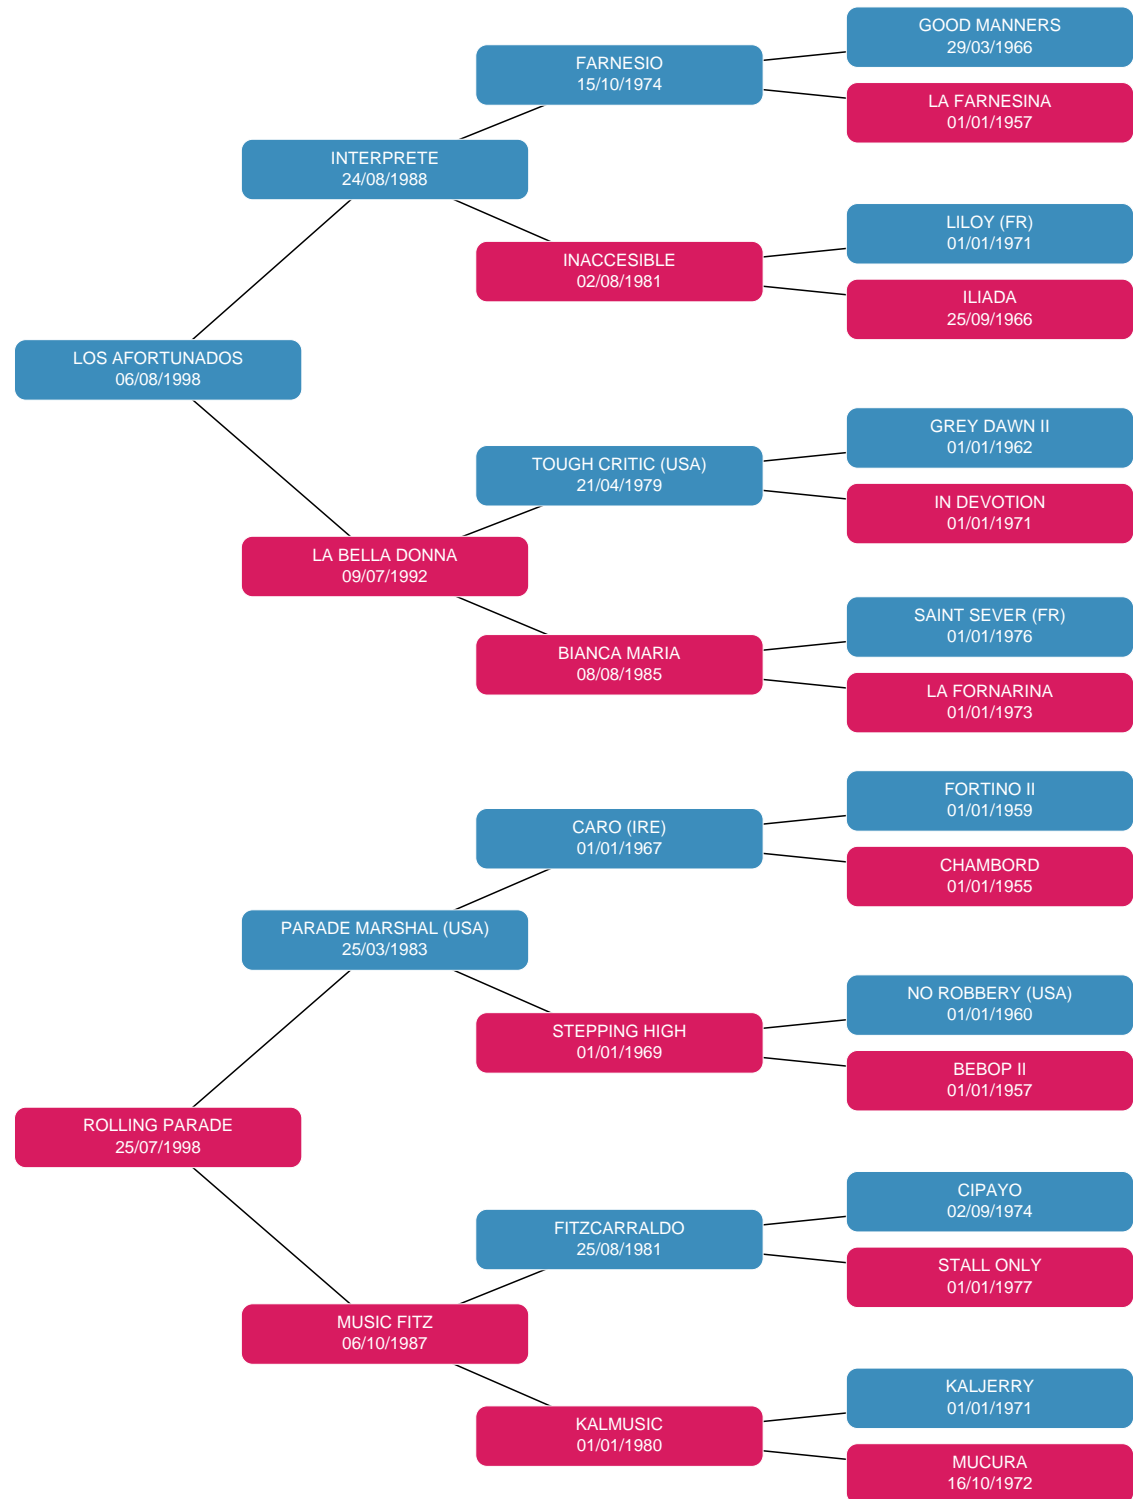 GOOD MANNERS
29/03/1966
FARNESIO
15/10/1974
LA FARNESINA
01/01/1957
INTERPRETE
24/08/1988
LILOY (FR)
01/01/1971
INACCESIBLE
02/08/1981
ILIADA
25/09/1966
LOS AFORTUNADOS
06/08/1998
GREY DAWN II
01/01/1962
TOUGH CRITIC (USA)
21/04/1979
IN DEVOTION
01/01/1971
LA BELLA DONNA
09/07/1992
SAINT SEVER (FR)
01/01/1976
BIANCA MARIA
08/08/1985
LA FORNARINA
01/01/1973
FORTINO II
01/01/1959
CARO (IRE)
01/01/1967
CHAMBORD
01/01/1955
PARADE MARSHAL (USA)
25/03/1983
NO ROBBERY (USA)
01/01/1960
STEPPING HIGH
01/01/1969
BEBOP II
01/01/1957
ROLLING PARADE
25/07/1998
CIPAYO
02/09/1974
FITZCARRALDO
25/08/1981
STALL ONLY
01/01/1977
MUSIC FITZ
06/10/1987
KALJERRY
01/01/1971
KALMUSIC
01/01/1980
MUCURA
16/10/1972